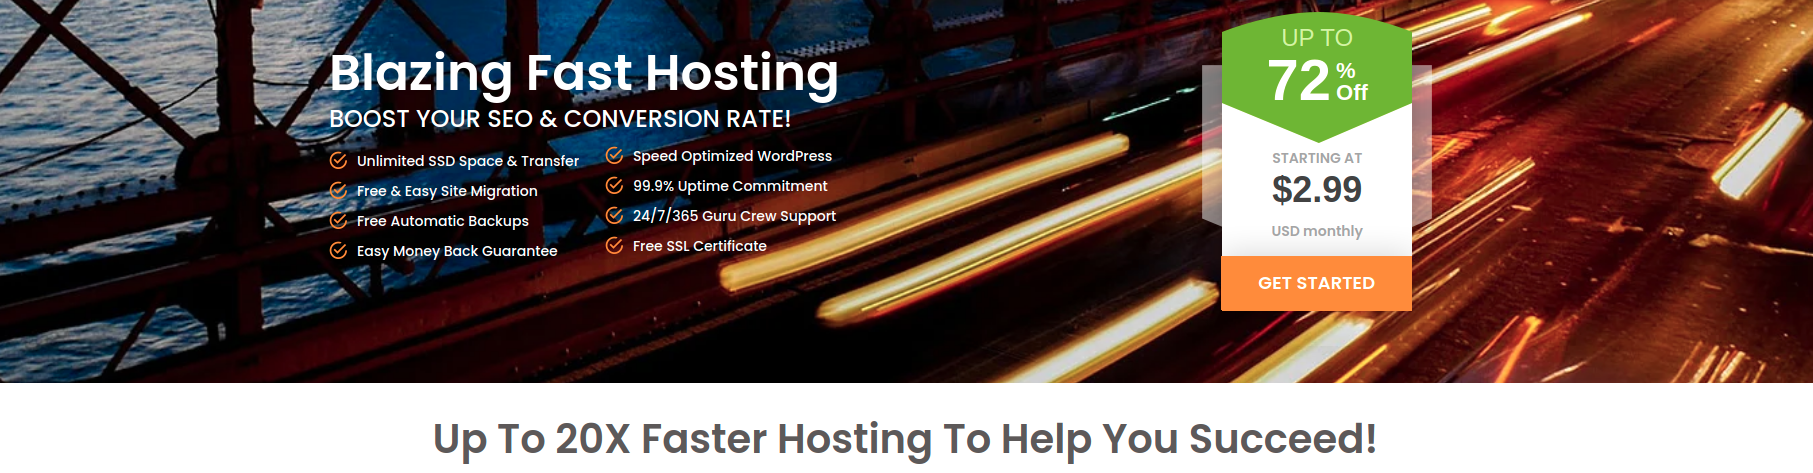 Blazing Fast Hosting
BOOST YOUR SEO & CONVERSION RATE!
Unlimited SSD Space & Transfer
Free & Easy Site Migration
Free Automatic Backups
Easy Money Back Guarantee
Speed Optimized WordPress
99.9% Uptime Commitment
24/7/365 Guru Crew Support
Free SSL Certificate
UP TO
72 % Off
STARTING AT
$2.99
USD monthly
GET STARTED
Up To 20X Faster Hosting To Help You Succeed!